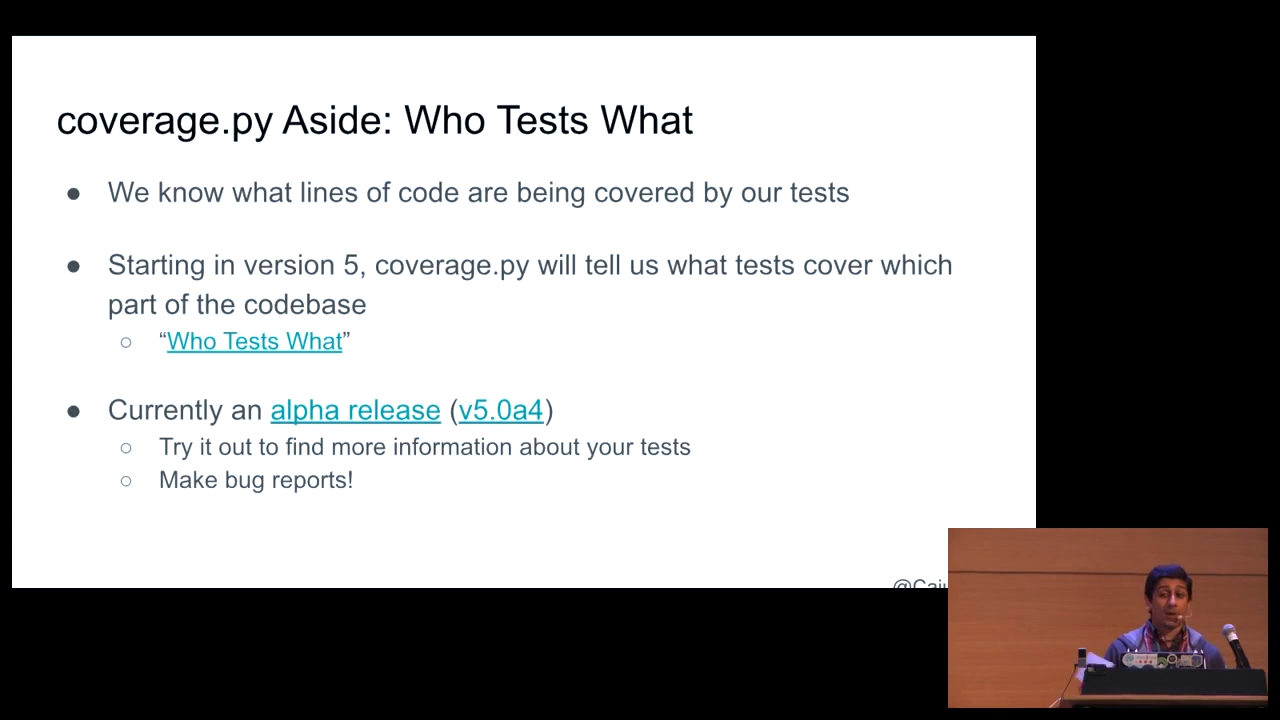 coverage.py Aside: Who Tests What
● We know what lines of code are being covered by our tests
● Starting in version 5, coverage.py will tell us what tests cover which
part of the codebase
○ “Who Tests What”
● Currently an alpha release (v5.0a4)
○ Try it out to find more information about your tests
○ Make bug reports!